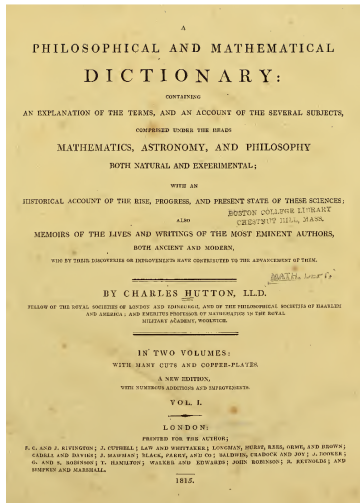 A
PHILOSOPHICAL AND MATHEMATICAL
DICTIONARY:
CONTAINING
AN EXPLANATION OF THE TERMS, AND AN ACCOUNT OF THE SEVERAL SUBJECTS,
COMPRIZED UNDER THE HEADS
MATHEMATICS, ASTRONOMY, AND PHILOSOPHY
BOTH NATURAL AND EXPERIMENTAL;
WITH AN
HISTORICAL ACCOUNT OF THE RISE, PROGRESS, AND PRESENT STATE OF THESE SCIENCES;
ALSO
BOSTON COLLEGE LIBRARY
CHESTNUT HILL, MASS.
MEMOIRS OF THE LIVES AND WRITINGS OF THE MOST EMINENT AUTHORS,
BOTH ANCIENT AND MODERN,
WHO BY THEIR DISCOVERIES OR IMPROVEMENTS HAVE CONTRIBUTED TO THE ADVANCEMENT OF THEM.
MATH. DEPT.
BY CHARLES HUTTON, LL.D.
FELLOW OF THE ROYAL SOCIETIES OF LONDON AND EDINBURGH, AND OF THE PHILOSOPHICAL SOCIETIES OF HAARLEM
AND AMERICA; AND EMERITUS PROFESSOR OF MATHEMATICS IN THE ROYAL
MILITARY ACADEMY, WOOLWICH.
IN TWO VOLUMES:
WITH MANY CUTS AND COPPER-PLATES.
A NEW EDITION,
WITH NUMEROUS ADDITIONS AND IMPROVEMENTS.
VOL. I.
LONDON:
PRINTED FOR THE AUTHOR;
F. C. AND J. RIVINGTON; J. CUTHELL; LAW AND WHITTAKER; LONGMAN, HURST, REES, ORME, AND BROWN;
CADELL AND DAVIES; J. MAWMAN; BLACK, PARRY, AND CO; BALDWIN, CRADOCK AND JOY; J. BOOKER;
G. AND S. ROBINSON; T. HAMILTON; WALKER AND EDWARDS; JOHN ROBINSON; S. REYNOLDS; AND
SIMPKIN AND MARSHALL.
1815.